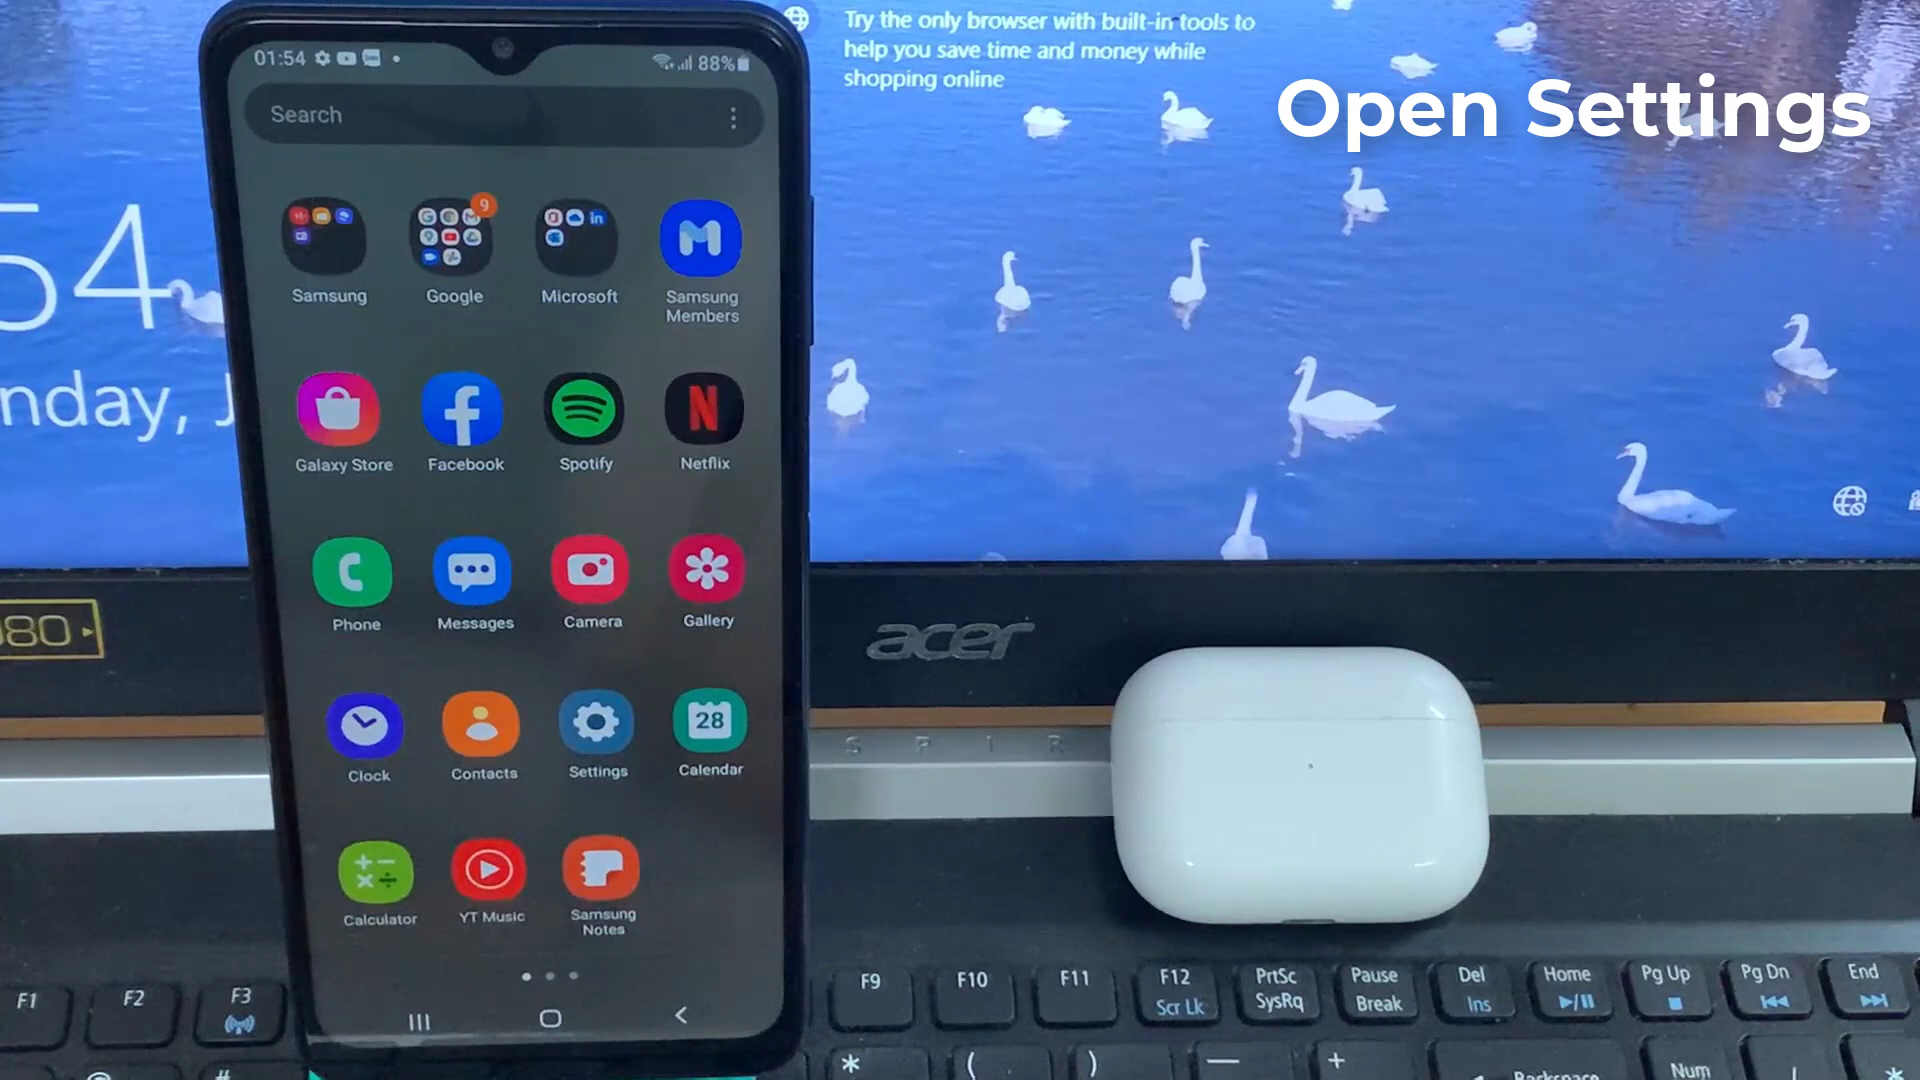 Try the only browser with built-in tools to
help you save time and money while
shopping online
Open Settings
01:54
88%
Search
54
nday, J
9
Samsung
Google
Microsoft
Samsung
Members
Galaxy Store
Facebook
Spotify
Netflix
Phone
Messages
Camera
Gallery
28
Clock
Contacts
Settings
Calendar
Calculator
YT Music
Samsung
Notes
080
acer
S P I R
F1
F2
F3
F9
F10
F11
F12
Scr Lk
PrtSc
SysRq
Pause
Break
Del
Ins
Home
Pg Up
Pg Dn
End
#
*
(
)
—
+
Backspace
Num
/
*